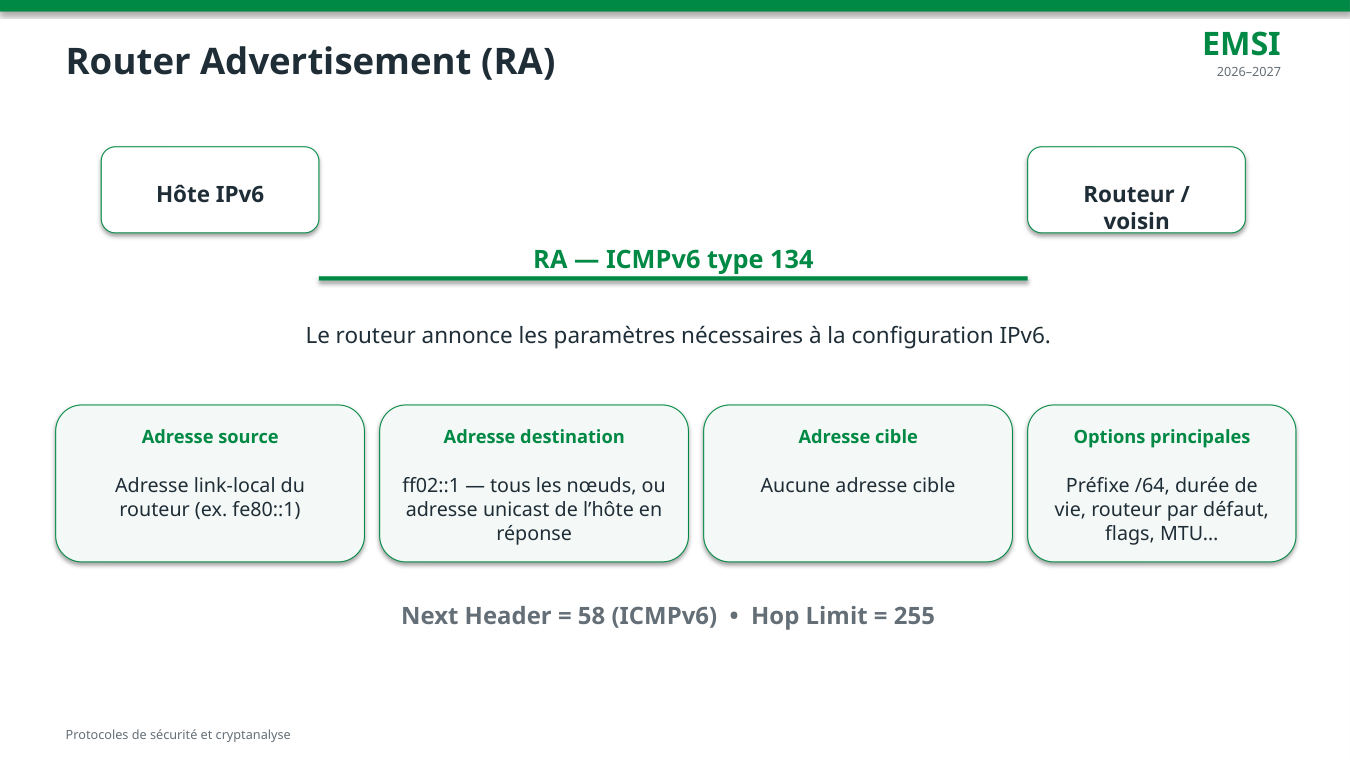 Router Advertisement (RA)
EMSI
2026–2027
Hôte IPv6
Routeur /
voisin
RA — ICMPv6 type 134
Le routeur annonce les paramètres nécessaires à la configuration IPv6.
Adresse source
Adresse link-local du
routeur (ex. fe80::1)
Adresse destination
ff02::1 — tous les nœuds, ou
adresse unicast de l’hôte en
réponse
Adresse cible
Aucune adresse cible
Options principales
Préfixe /64, durée de
vie, routeur par défaut,
flags, MTU…
Next Header = 58 (ICMPv6) • Hop Limit = 255
Protocoles de sécurité et cryptanalyse